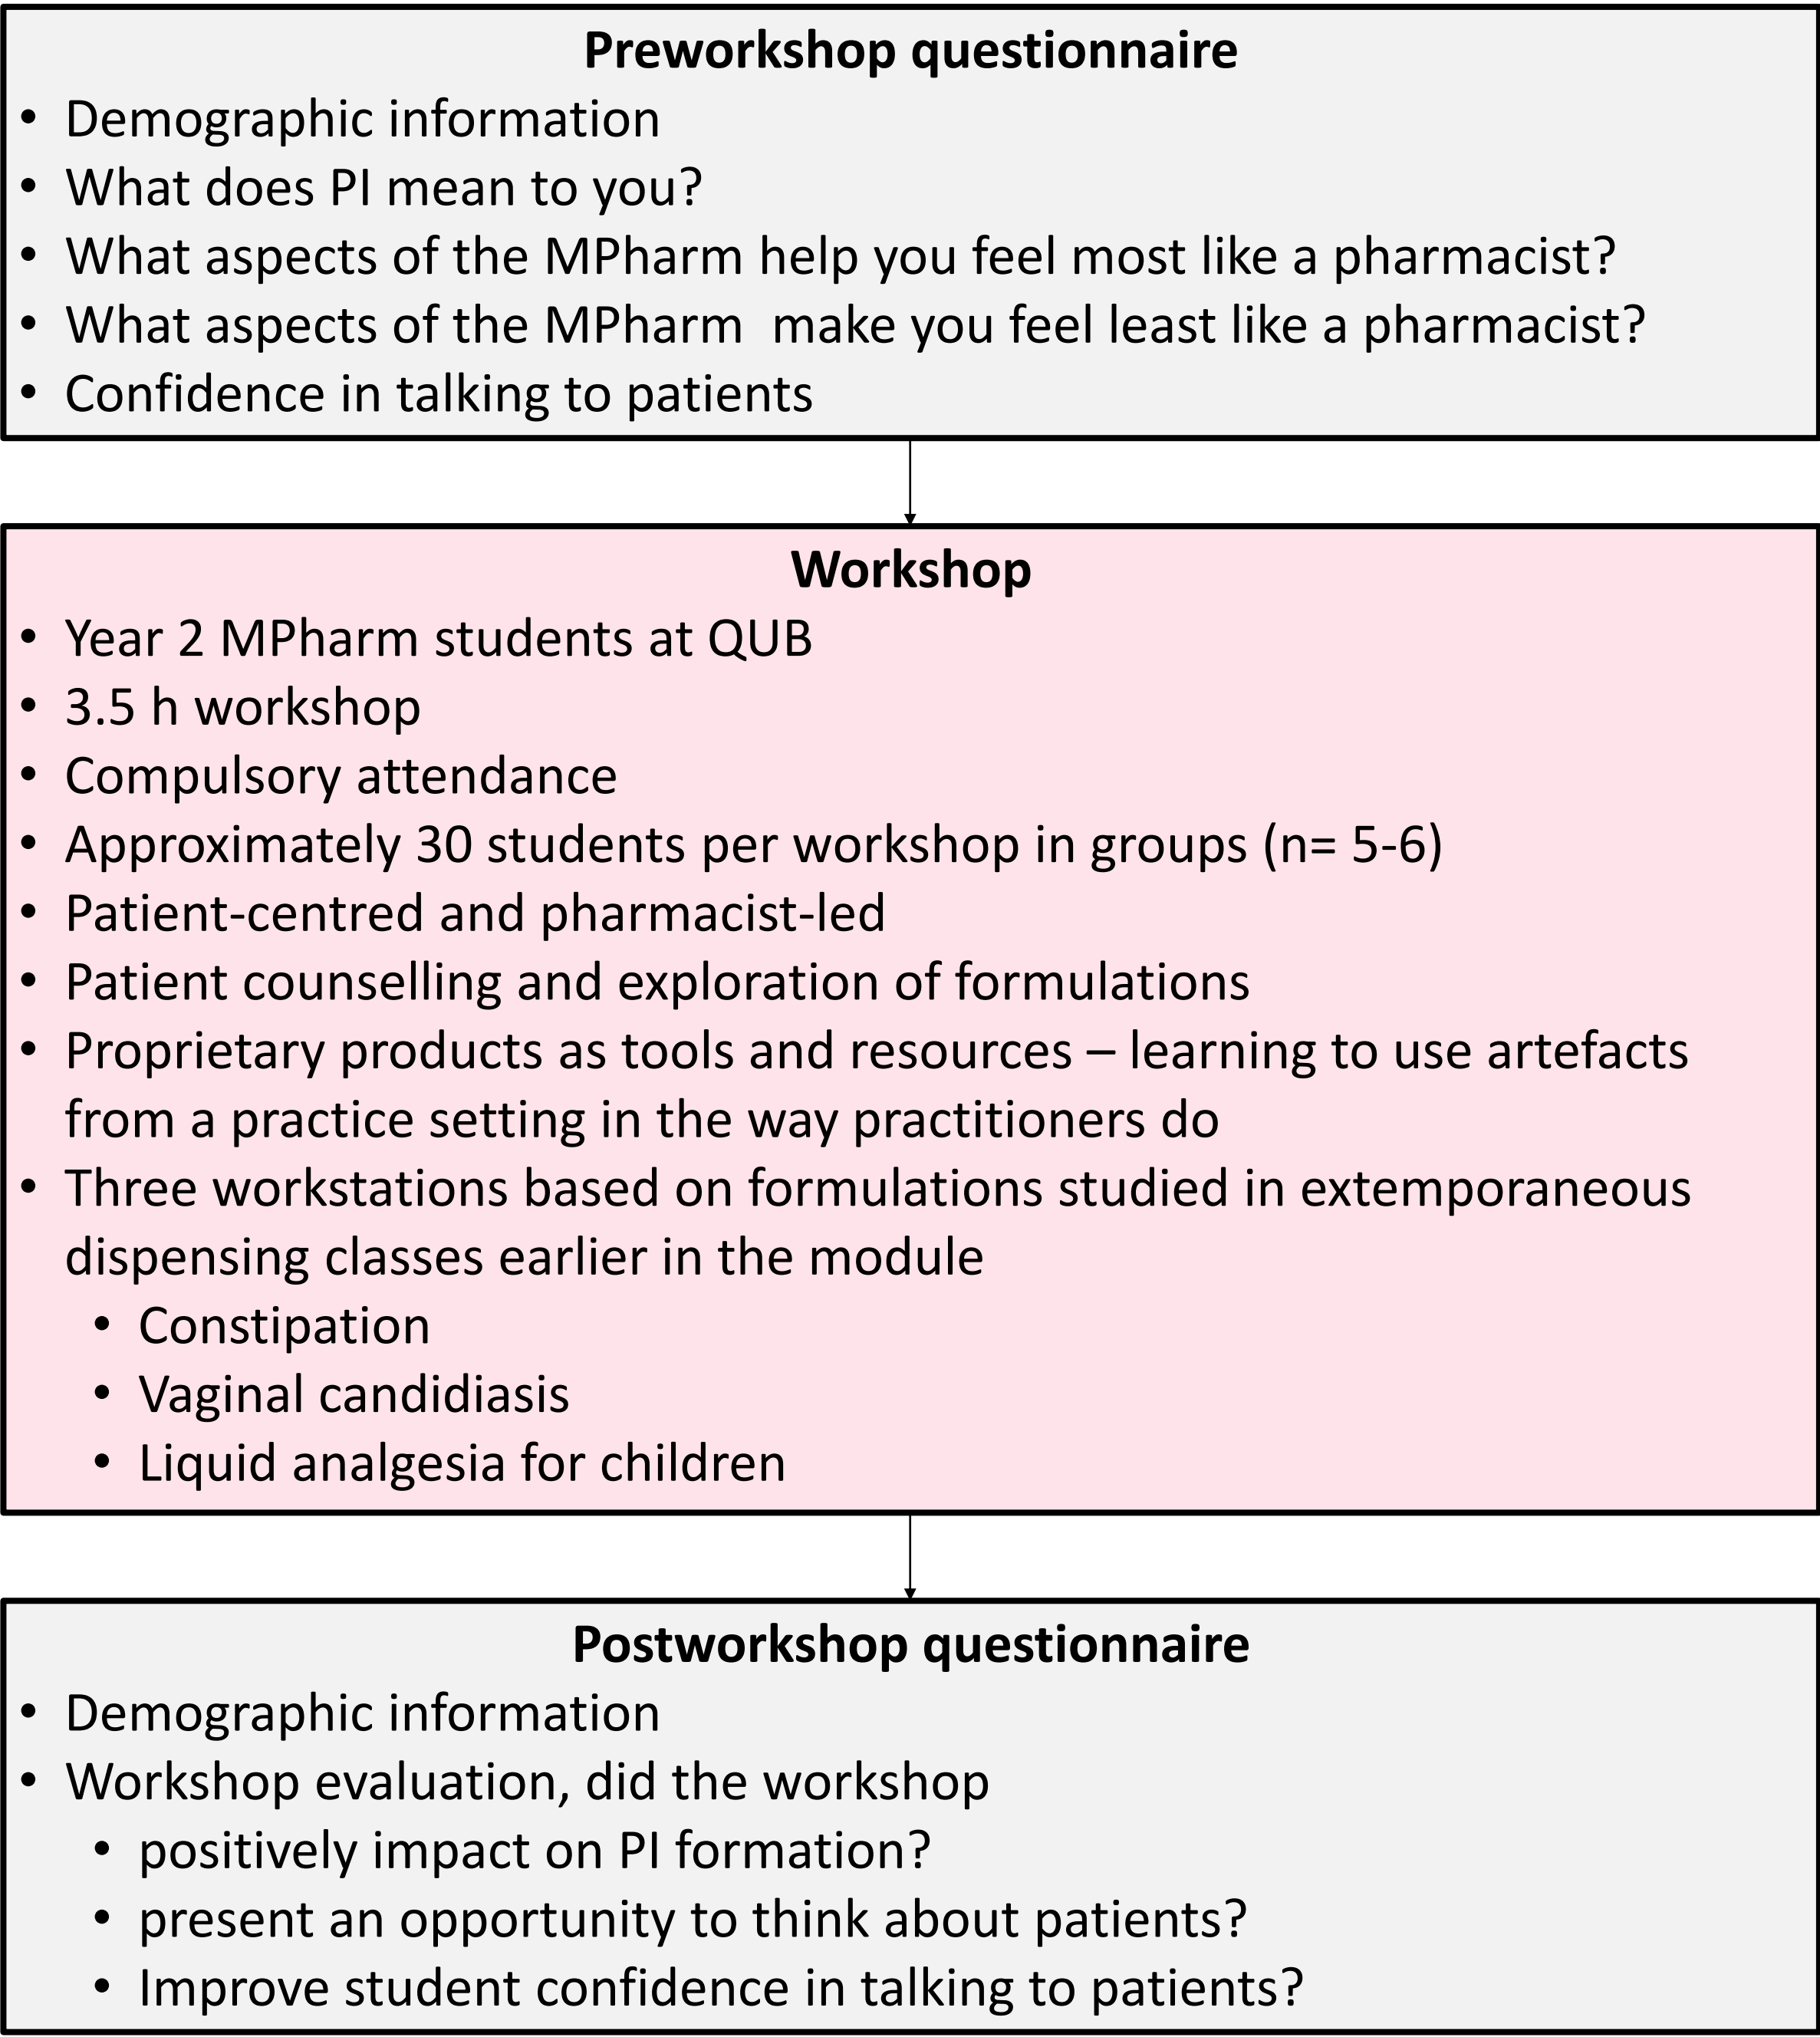 Preworkshop questionnaire
• Demographic information
• What does PI mean to you?
• What aspects of the MPharm help you feel most like a pharmacist?
• What aspects of the MPharm  make you feel least like a pharmacist?
• Confidence in talking to patients
Workshop
• Year 2 MPharm students at QUB
• 3.5 h workshop
• Compulsory attendance
• Approximately 30 students per workshop in groups (n= 5-6)
• Patient-centred and pharmacist-led
• Patient counselling and exploration of formulations
• Proprietary products as tools and resources – learning to use artefacts
from a practice setting in the way practitioners do
• Three workstations based on formulations studied in extemporaneous
dispensing classes earlier in the module
• Constipation
• Vaginal candidiasis
• Liquid analgesia for children
Postworkshop questionnaire
• Demographic information
• Workshop evaluation, did the workshop
• positively impact on PI formation?
• present an opportunity to think about patients?
• Improve student confidence in talking to patients?